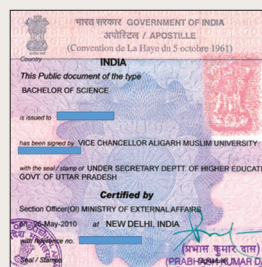 भारत सरकार GOVERNMENT OF INDIA
अपोस्टिल / APOSTILLE
(Convention de La Haye du 5 octobre 1961)
Country INDIA
This Public document of the type
BACHELOR OF SCIENCE
is issued to
has been signed by VICE CHANCELLOR ALIGARH MUSLIM UNIVERSITY
with the seal / stamp of UNDER SECRETARY DEPTT. OF HIGHER EDUCATI
GOVT. OF UTTAR PRADESH
Certified by
Section Officer(OI) MINISTRY OF EXTERNAL AFFAIRS
26-May-2010 at NEW DELHI, INDIA
with reference no.
(प्रभास कुमार दास)
Seal / Stamp